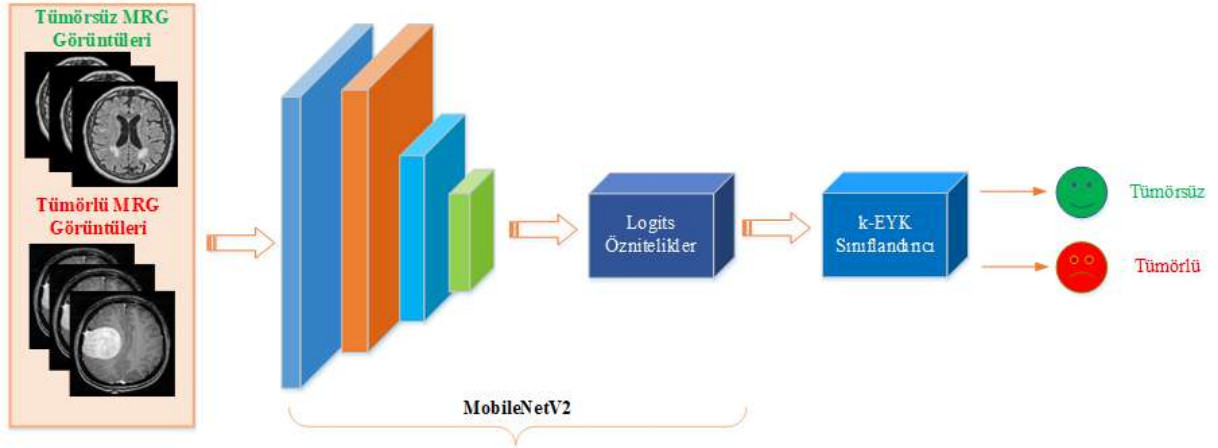 Tümörsüz MRG
Görüntüleri
Tümörlü MRG
Görüntüleri
Logits
Öznitelikler
k-EYK
Sınıflandırıcı
Tümörsüz
Tümörlü
MobileNetV2